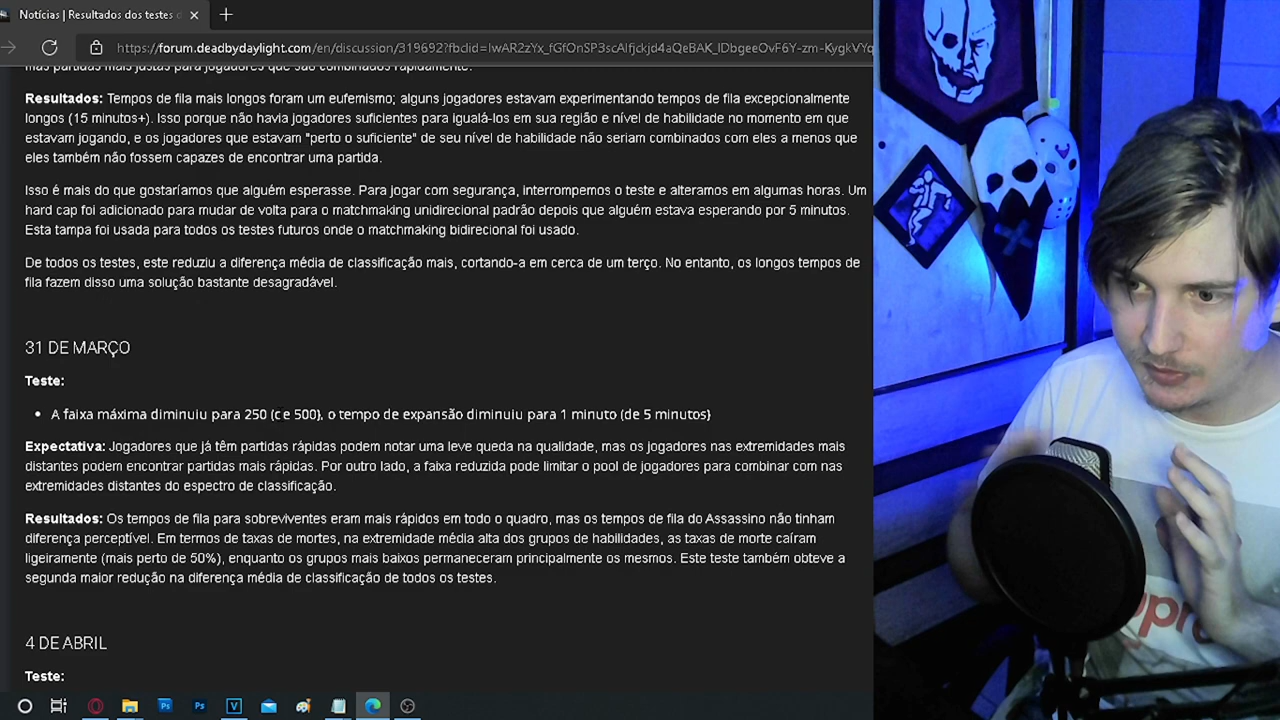 Notícias | Resultados dos testes
https://forum.deadbydaylight.com/en/discussion/319692?fbclid=IwAR2zYx_fGfOnSP3scAlfjckjd4aQeBAK_IDbgeeOvF6Y-zm-KygkVYq
mas partidas mais justas para jogadores que são combinados rapidamente.
Resultados: Tempos de fila mais longos foram um eufemismo; alguns jogadores estavam experimentando tempos de fila excepcionalmente
longos (15 minutos+). Isso porque não havia jogadores suficientes para igualá-los em sua região e nível de habilidade no momento em que
estavam jogando, e os jogadores que estavam "perto o suficiente" de seu nível de habilidade não seriam combinados com eles a menos que
eles também não fossem capazes de encontrar uma partida.
Isso é mais do que gostaríamos que alguém esperasse. Para jogar com segurança, interrompemos o teste e alteramos em algumas horas. Um
hard cap foi adicionado para mudar de volta para o matchmaking unidirecional padrão depois que alguém estava esperando por 5 minutos.
Esta tampa foi usada para todos os testes futuros onde o matchmaking bidirecional foi usado.
De todos os testes, este reduziu a diferença média de classificação mais, cortando-a em cerca de um terço. No entanto, os longos tempos de
fila fazem disso uma solução bastante desagradável.
31 DE MARÇO
Teste:
• A faixa máxima diminuiu para 250 (de 500), o tempo de expansão diminuiu para 1 minuto (de 5 minutos)
Expectativa: Jogadores que já têm partidas rápidas podem notar uma leve queda na qualidade, mas os jogadores nas extremidades mais
distantes podem encontrar partidas mais rápidas. Por outro lado, a faixa reduzida pode limitar o pool de jogadores para combinar com nas
extremidades distantes do espectro de classificação.
Resultados: Os tempos de fila para sobreviventes eram mais rápidos em todo o quadro, mas os tempos de fila do Assassino não tinham
diferença perceptível. Em termos de taxas de mortes, na extremidade média alta dos grupos de habilidades, as taxas de morte caíram
ligeiramente (mais perto de 50%), enquanto os grupos mais baixos permaneceram principalmente os mesmos. Este teste também obteve a
segunda maior redução na diferença média de classificação de todos os testes.
4 DE ABRIL
Teste: